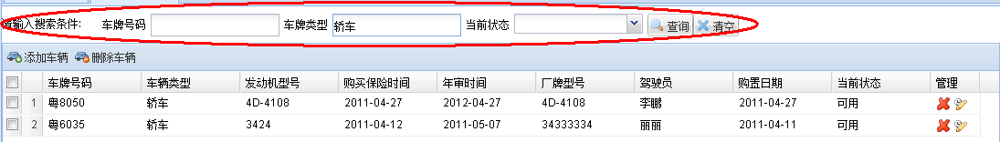 请输入搜索条件: 车牌号码 车牌类型 轿车 当前状态 查询 清空
添加车辆 删除车辆
车牌号码 车辆类型 发动机型号 购买保险时间 年审时间 厂牌型号 驾驶员 购置日期 当前状态 管理
1 粤8050 轿车 4D-4108 2011-04-27 2012-04-27 4D-4108 李鹏 2011-04-27 可用
2 粤6035 轿车 3424 2011-04-12 2011-05-07 34333334 丽丽 2011-04-11 可用